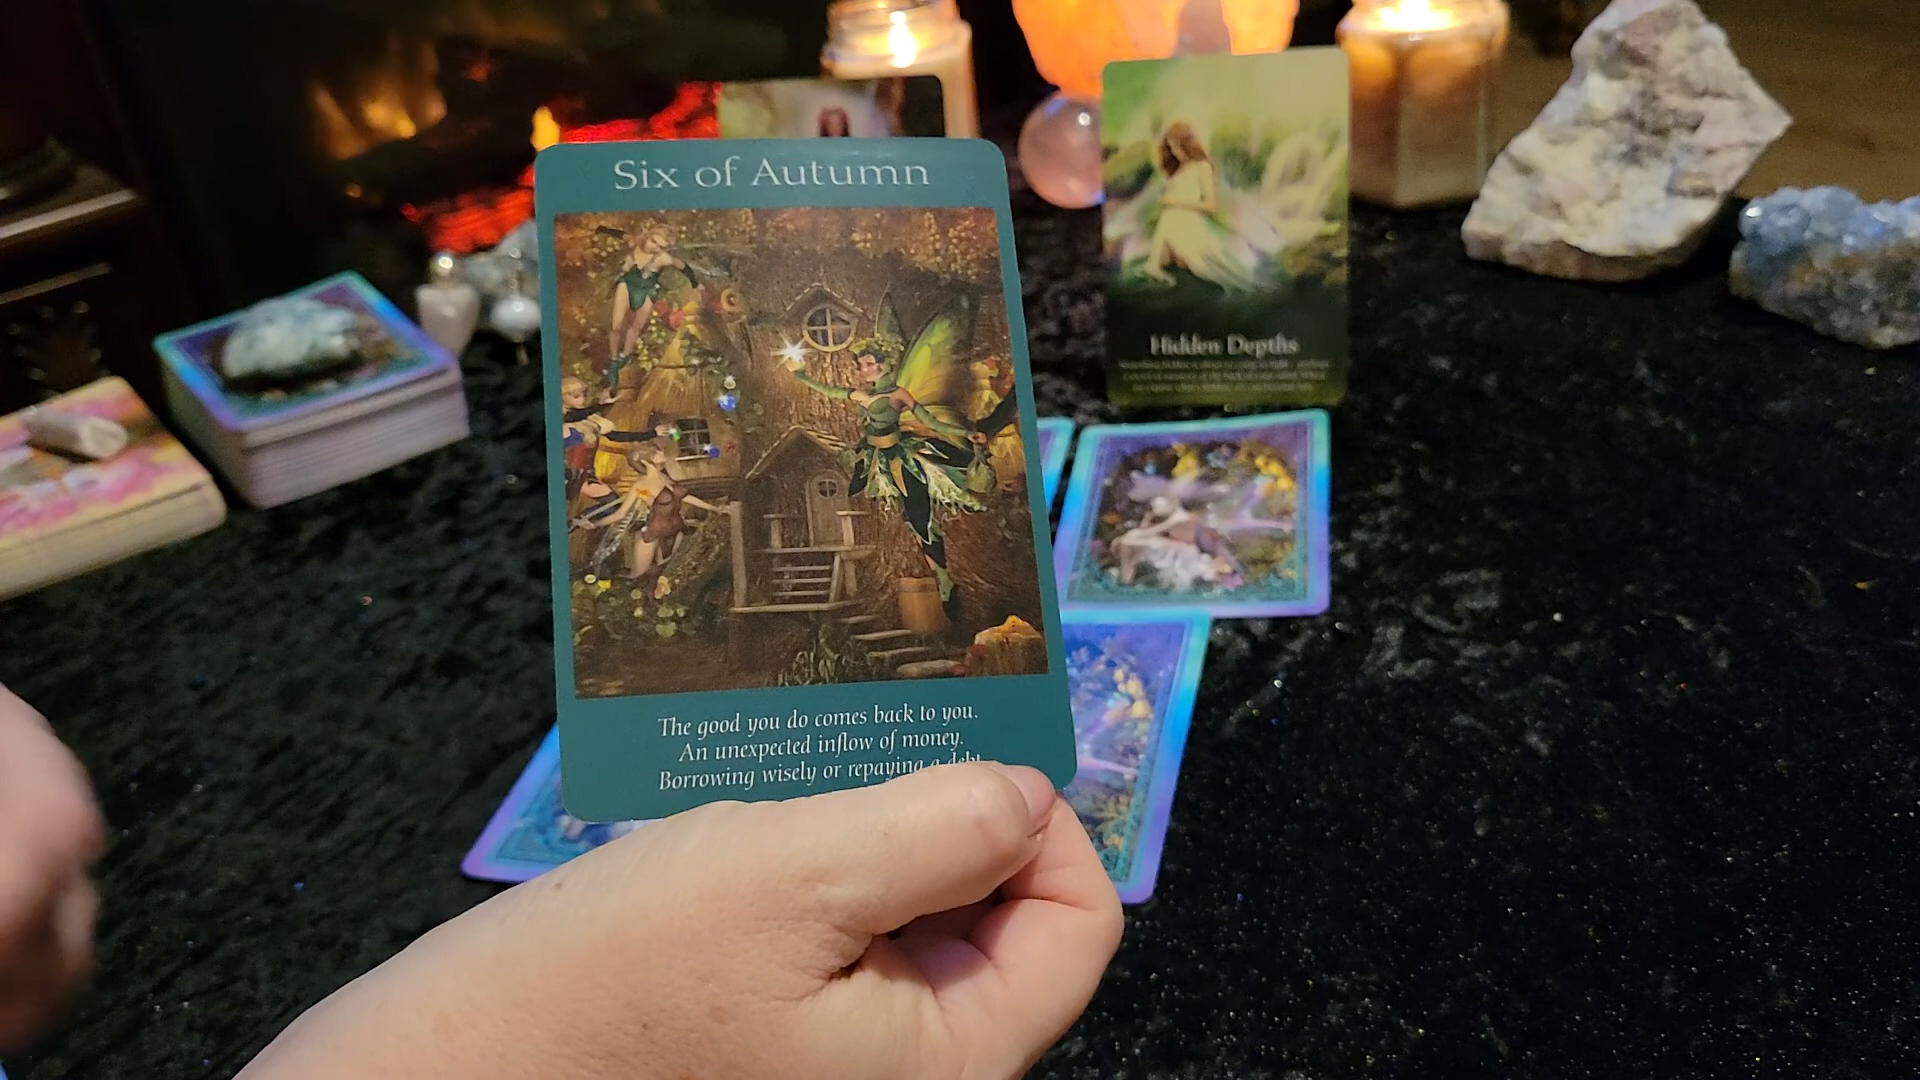 Six of Autumn
The good you do comes back to you.
An unexpected inflow of money.
Borrowing wisely or repaying a debt.
Hidden Depths